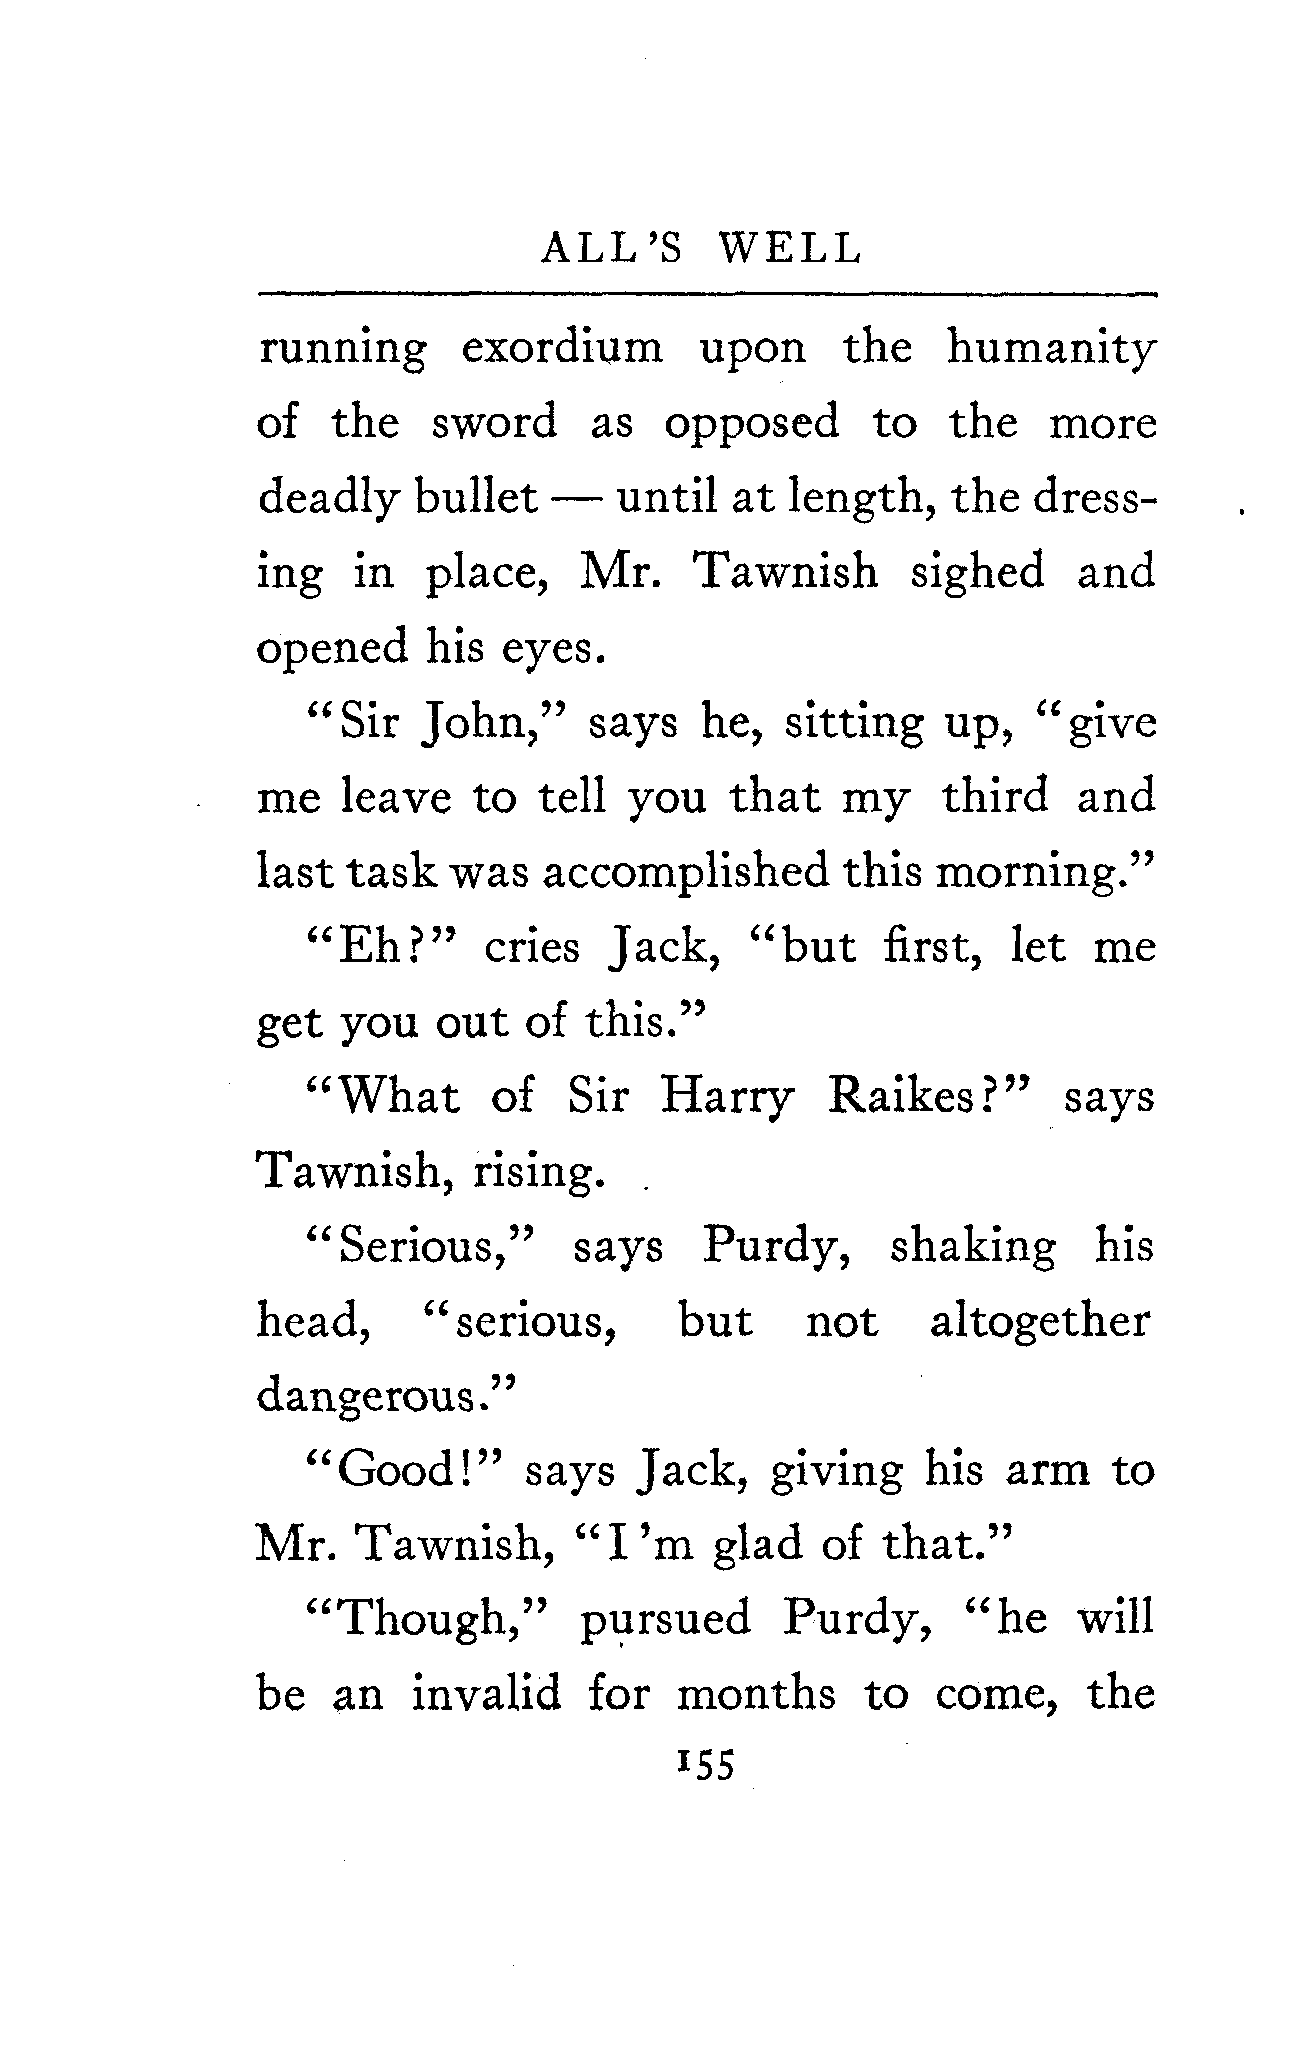 ALL'S WELL
running exordium upon the humanity
of the sword as opposed to the more
deadly bullet — until at length, the dress-
ing in place, Mr. Tawnish sighed and
opened his eyes.
"Sir John," says he, sitting up, "give
me leave to tell you that my third and
last task was accomplished this morning."
"Eh?" cries Jack, "but first, let me
get you out of this."
"What of Sir Harry Raikes?" says
Tawnish, rising.
"Serious," says Purdy, shaking his
head, "serious, but not altogether
dangerous."
"Good!" says Jack, giving his arm to
Mr. Tawnish, "I'm glad of that."
"Though," pursued Purdy, "he will
be an invalid for months to come, the
155